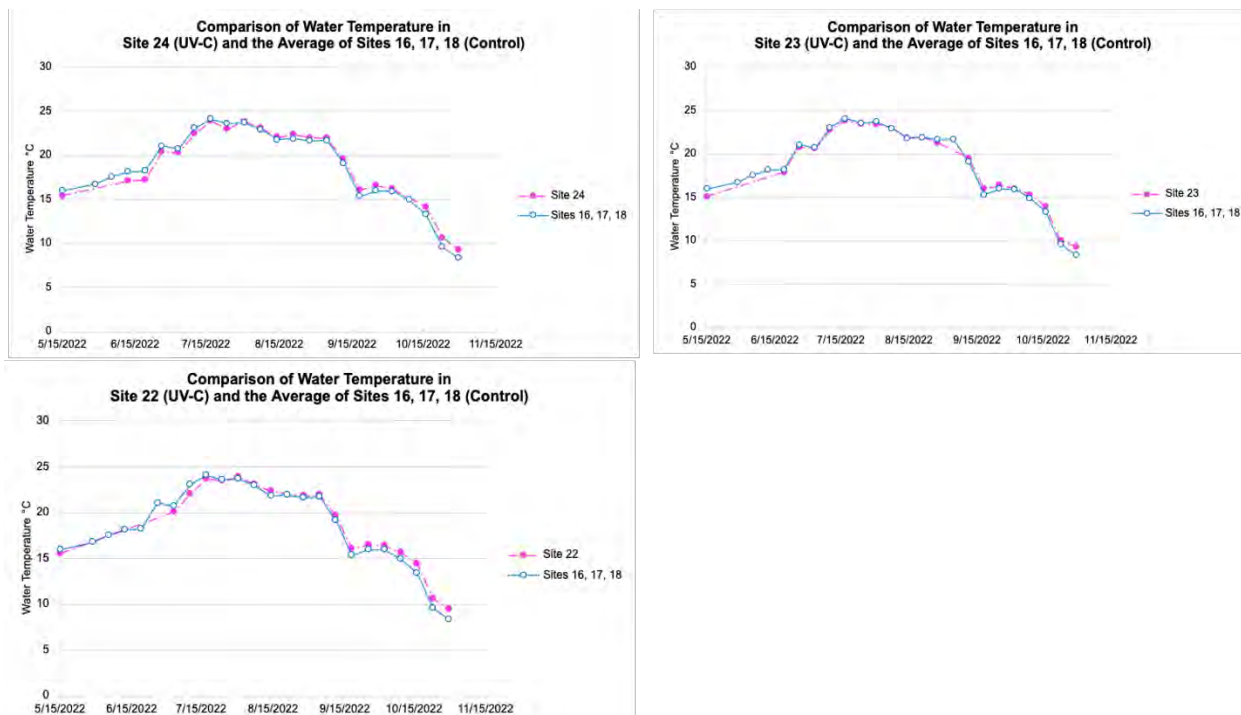 Comparison of Water Temperature in
Site 24 (UV-C) and the Average of Sites 16, 17, 18 (Control)
30
25
20
15
10
5
0
Water Temperature °C
5/15/2022 6/15/2022 7/15/2022 8/15/2022 9/15/2022 10/15/2022 11/15/2022
Site 24
Sites 16, 17, 18
Comparison of Water Temperature in
Site 23 (UV-C) and the Average of Sites 16, 17, 18 (Control)
30
25
20
15
10
5
0
Water Temperature °C
5/15/2022 6/15/2022 7/15/2022 8/15/2022 9/15/2022 10/15/2022 11/15/2022
Site 23
Sites 16, 17, 18
Comparison of Water Temperature in
Site 22 (UV-C) and the Average of Sites 16, 17, 18 (Control)
30
25
20
15
10
5
0
Water Temperature °C
5/15/2022 6/15/2022 7/15/2022 8/15/2022 9/15/2022 10/15/2022 11/15/2022
Site 22
Sites 16, 17, 18